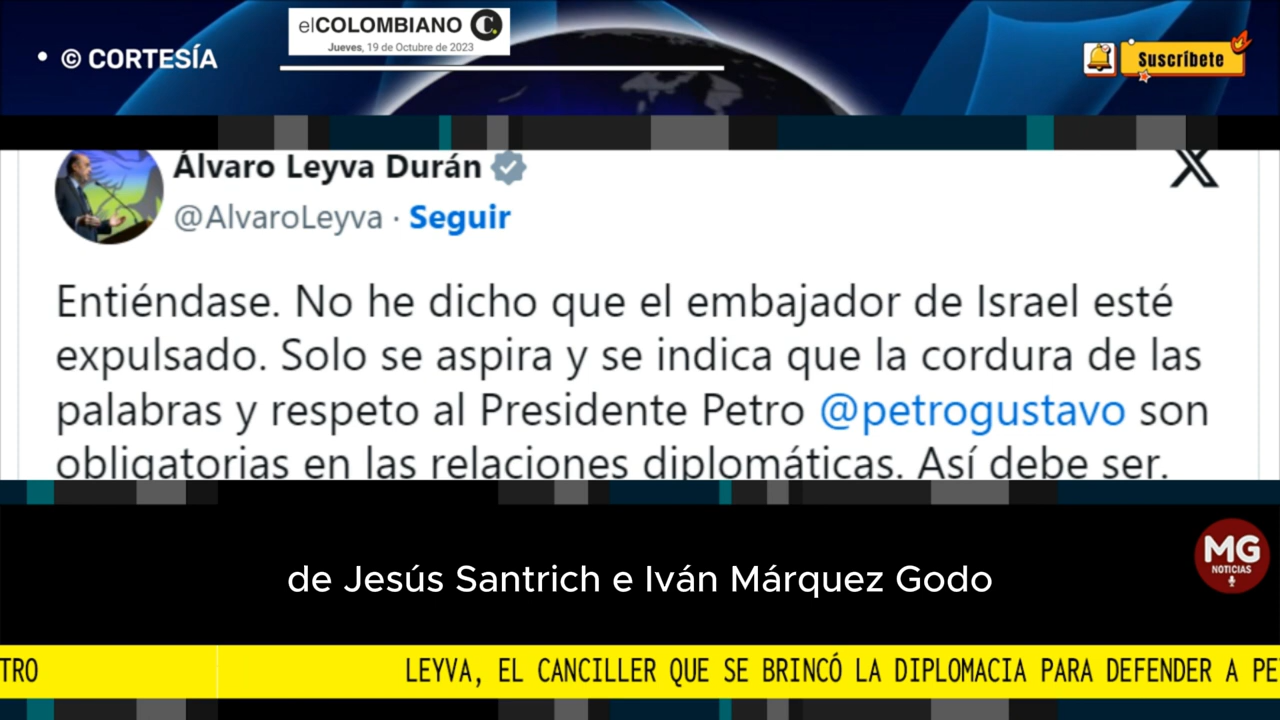 elCOLOMBIANO C.
Jueves, 19 de Octubre de 2023
• © CORTESÍA
Suscríbete
Álvaro Leyva Durán
@AlvaroLeyva · Seguir
Entiéndase. No he dicho que el embajador de Israel esté
expulsado. Solo se aspira y se indica que la cordura de las
palabras y respeto al Presidente Petro @petrogustavo son
obligatorias en las relaciones diplomáticas. Así debe ser.
de Jesús Santrich e Iván Márquez Godo
MG
NOTICIAS
TRO LEYVA, EL CANCILLER QUE SE BRINCÓ LA DIPLOMACIA PARA DEFENDER A PE